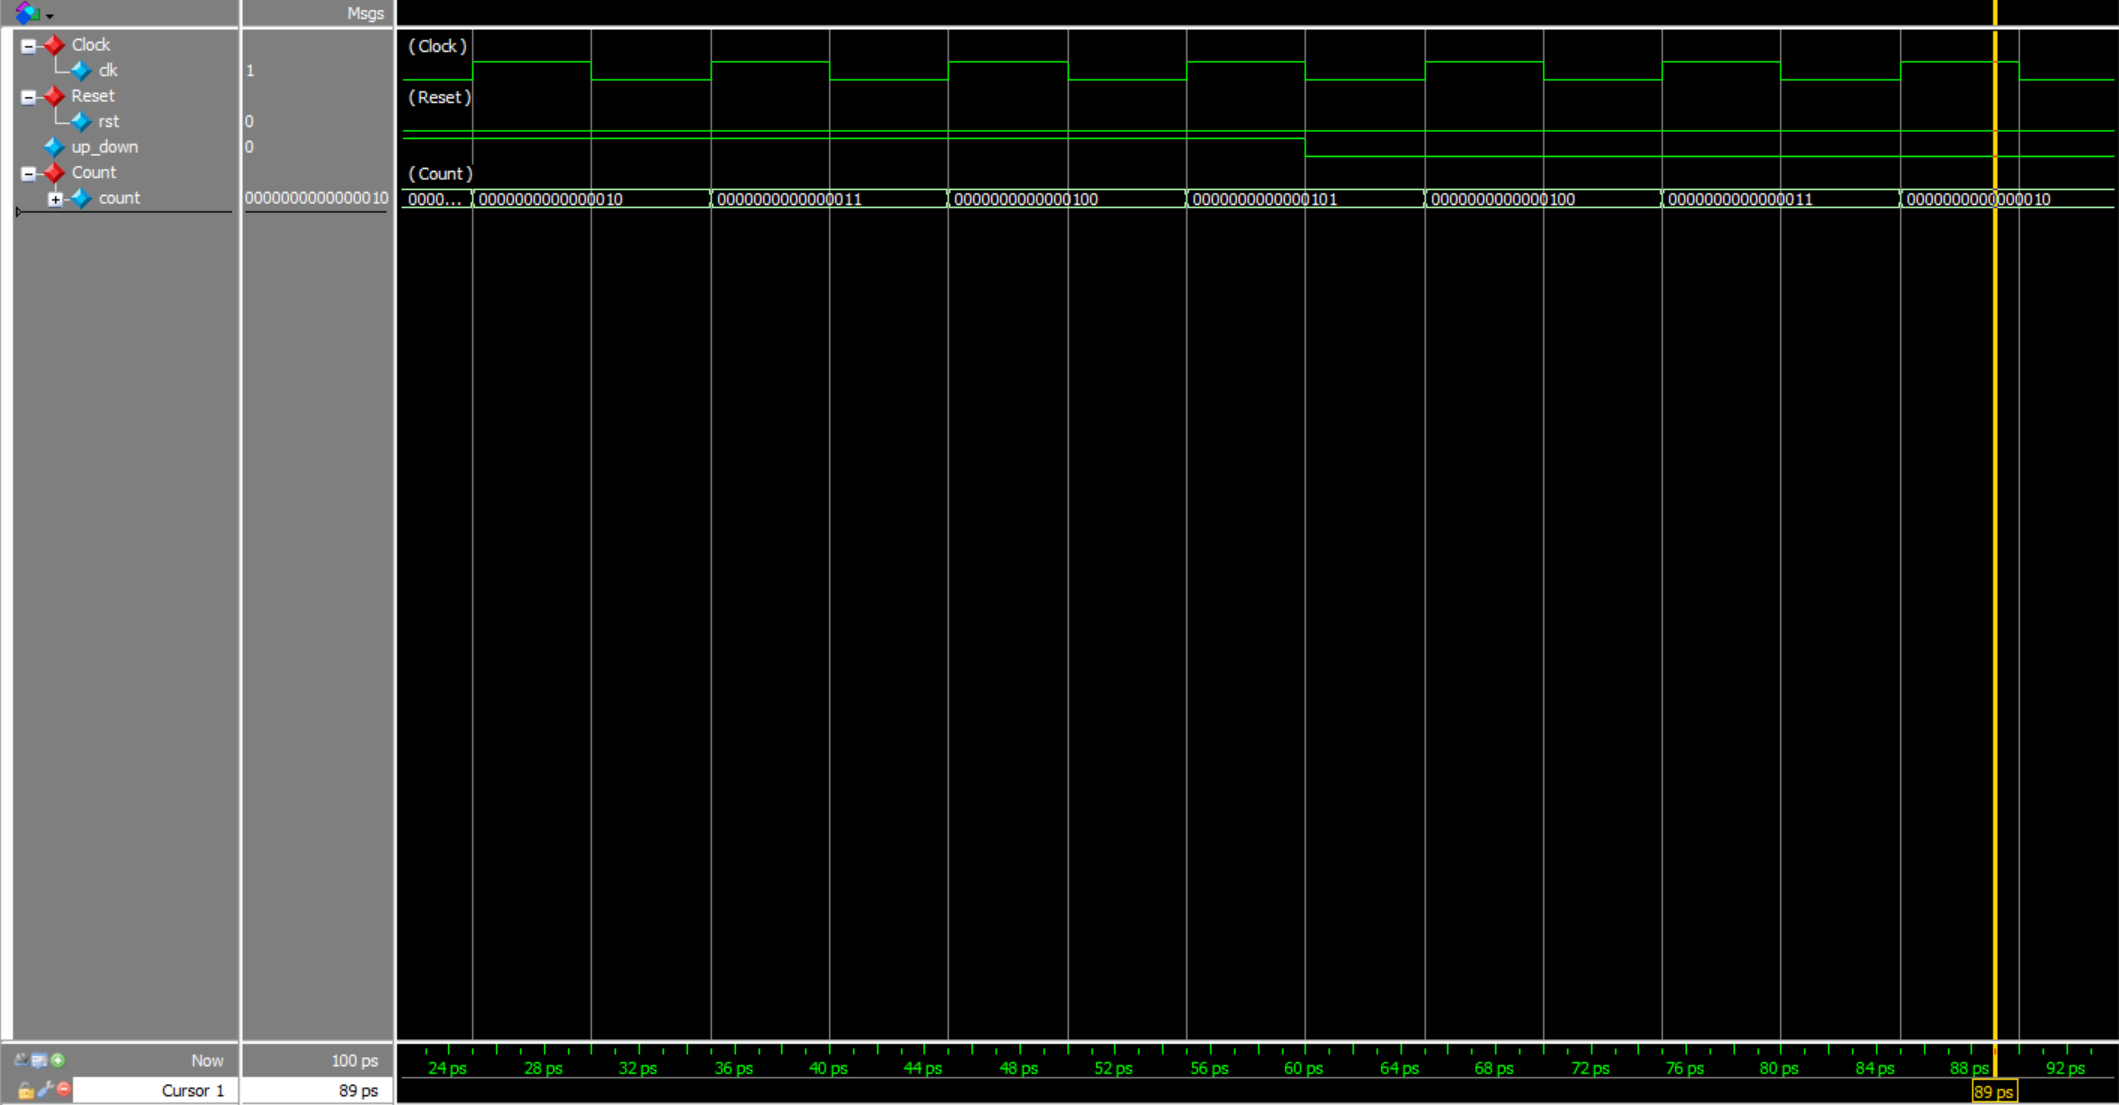 Msgs
Clock
clk 1
Reset
rst 0
up_down 0
Count
count 0000000000000010
(Clock)
(Reset)
(Count)
0000... 0000000000000010 0000000000000011 0000000000000100 0000000000000101 0000000000000100 0000000000000011 0000000000000010
Now 100 ps
24 ps 28 ps 32 ps 36 ps 40 ps 44 ps 48 ps 52 ps 56 ps 60 ps 64 ps 68 ps 72 ps 76 ps 80 ps 84 ps 88 ps 92 ps
Cursor 1 89 ps
89 ps